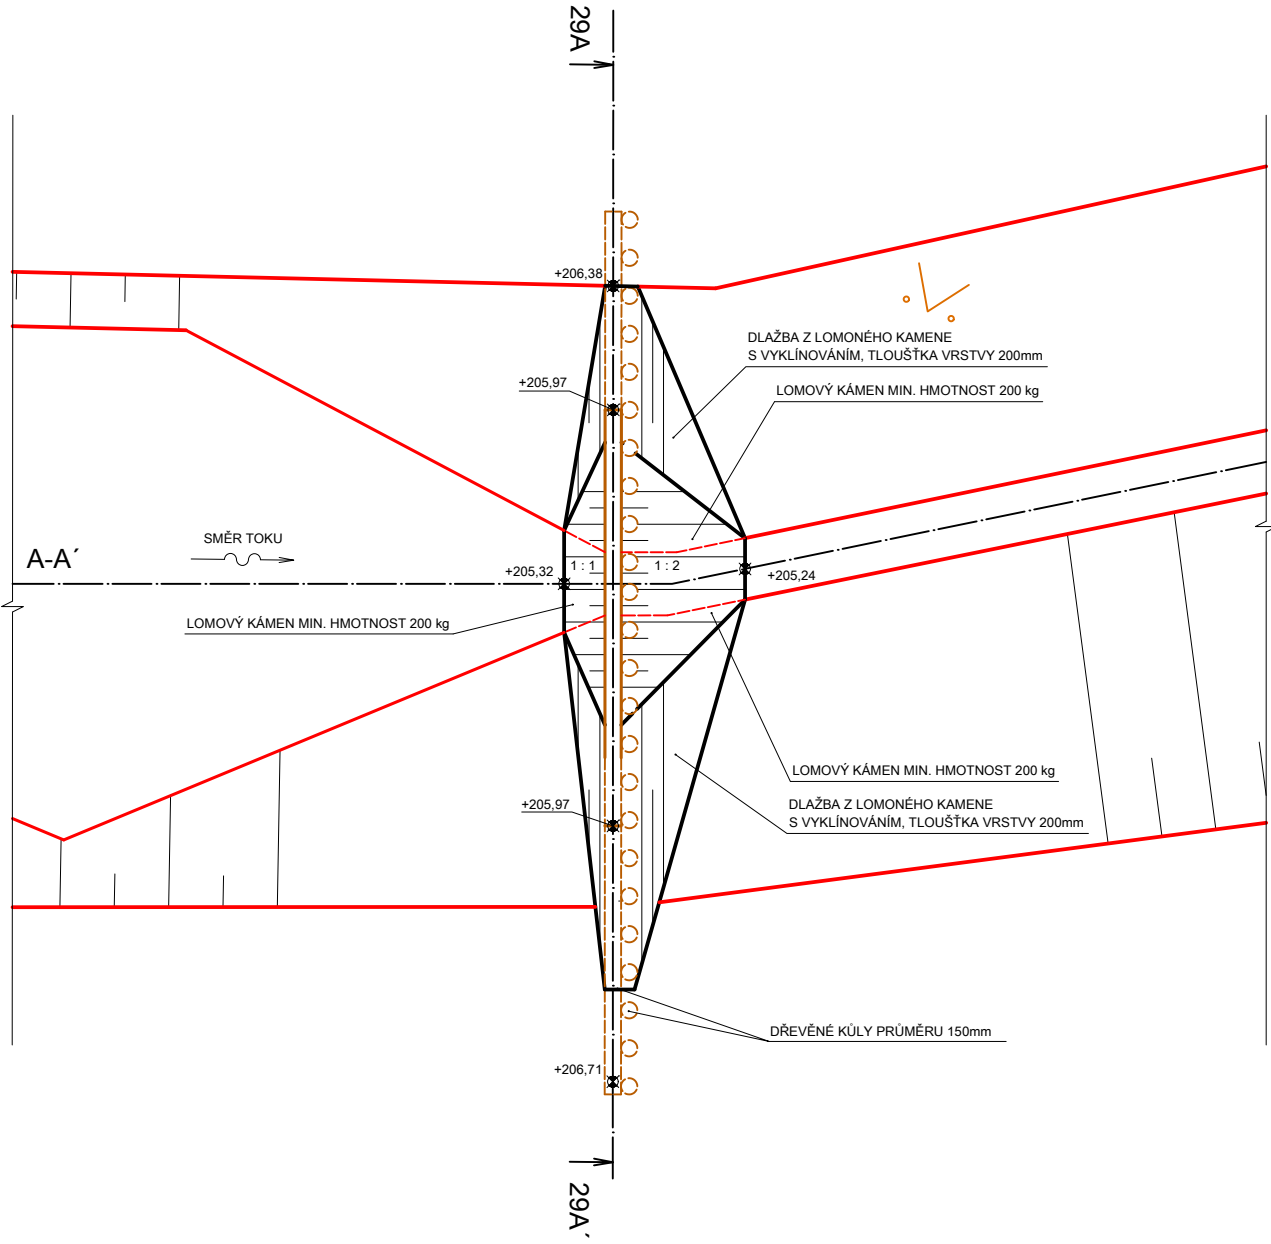 29A
+206,38
DLAŽBA Z LOMONÉHO KAMENE
S VYKLÍNOVÁNÍM, TLOUŠŤKA VRSTVY 200mm
+205,97
LOMOVÝ KÁMEN MIN. HMOTNOST 200 kg
SMĚR TOKU
A-A´
1 : 1
1 : 2
+205,32
+205,24
LOMOVÝ KÁMEN MIN. HMOTNOST 200 kg
LOMOVÝ KÁMEN MIN. HMOTNOST 200 kg
+205,97
DLAŽBA Z LOMONÉHO KAMENE
S VYKLÍNOVÁNÍM, TLOUŠŤKA VRSTVY 200mm
DŘEVĚNÉ KŮLY PRŮMĚRU 150mm
+206,71
29A´